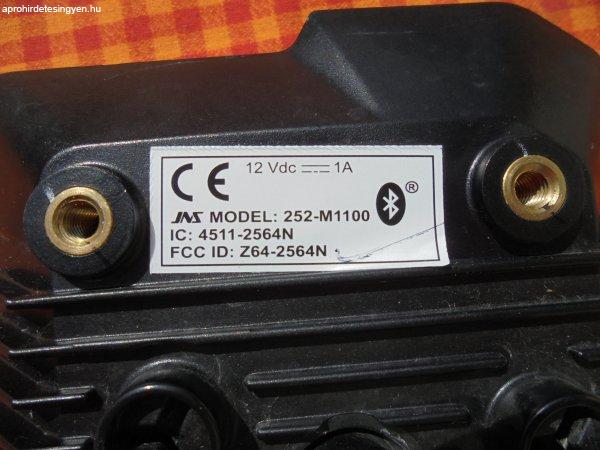 aprohirdetesingyen.hu
CE 12 Vdc 1A
JNS MODEL: 252-M1100 ®
IC: 4511-2564N
FCC ID: Z64-2564N